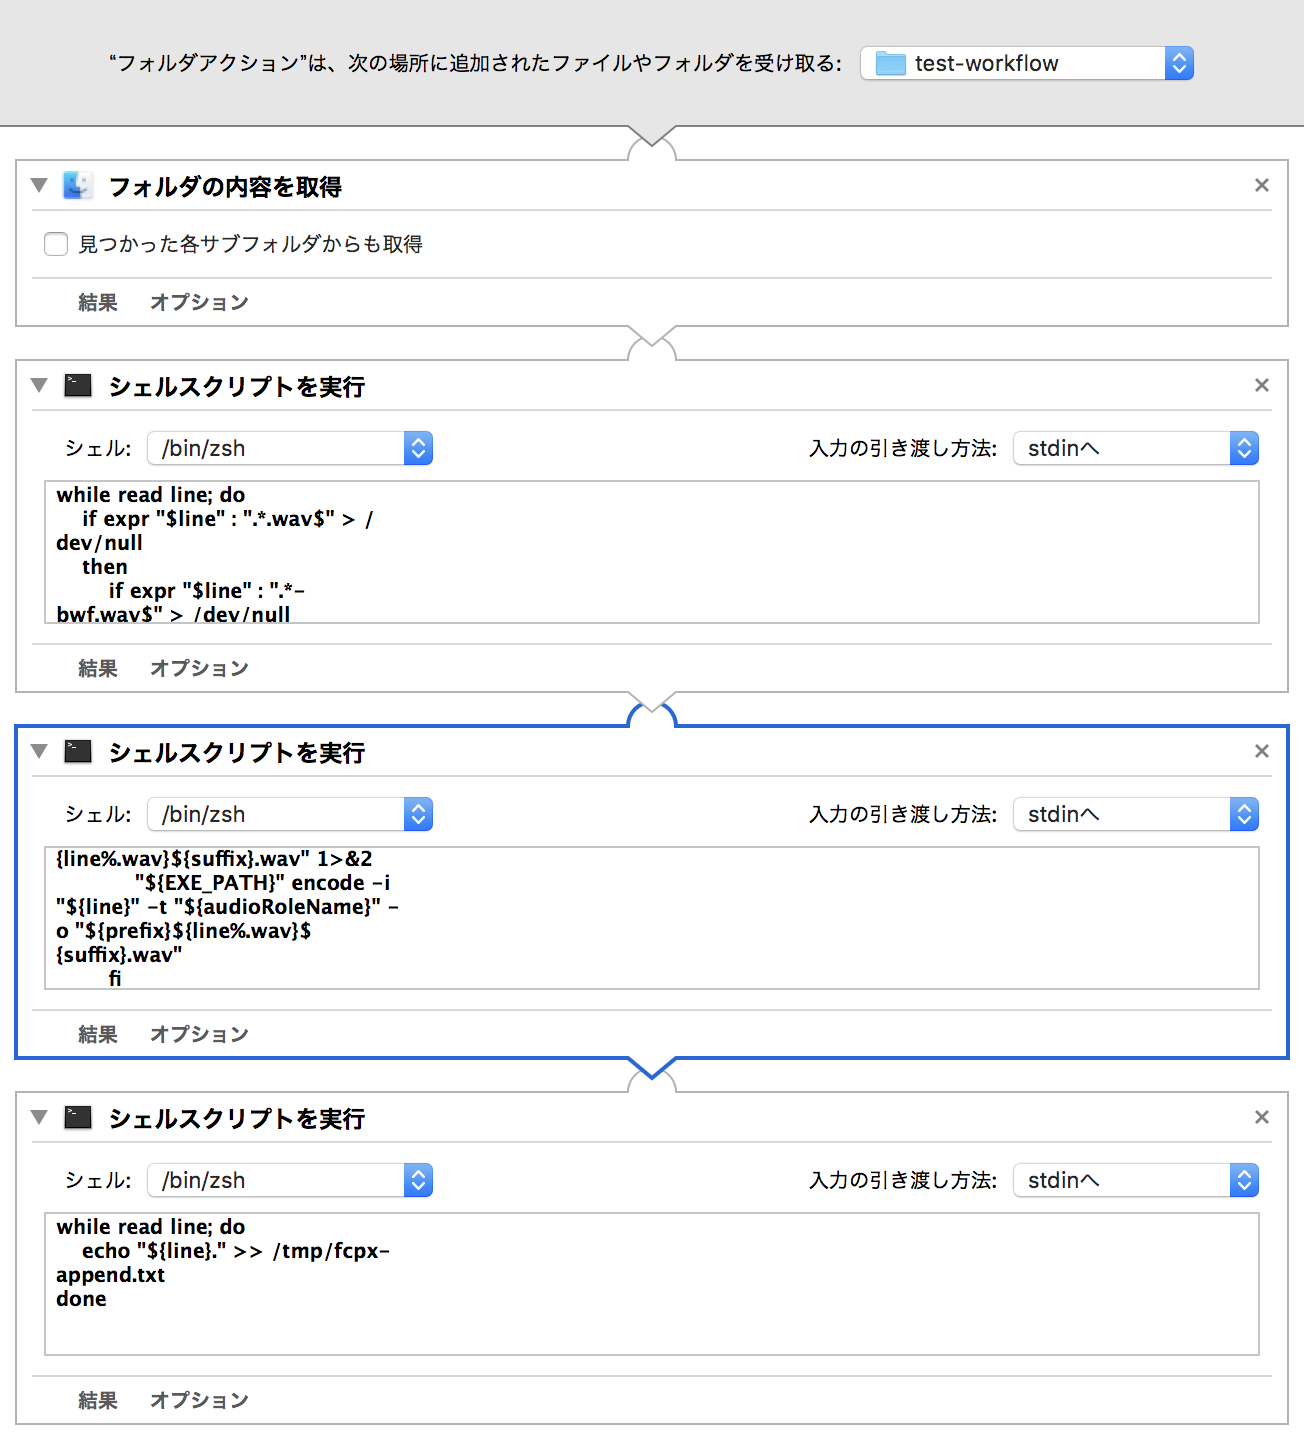 “フォルダアクション”は、次の場所に追加されたファイルやフォルダを受け取る: test-workflow
フォルダの内容を取得
見つかった各サブフォルダからも取得
結果 オプション
シェルスクリプトを実行
シェル: /bin/zsh 入力の引き渡し方法: stdinへ
while read line; do
if expr "$line" : ".*.wav$" > /
dev/null
then
if expr "$line" : ".*-
bwf.wav$" > /dev/null
結果 オプション
シェルスクリプトを実行
シェル: /bin/zsh 入力の引き渡し方法: stdinへ
{line%.wav}${suffix}.wav" 1>&2
"${EXE_PATH}" encode -i
"${line}" -t "${audioRoleName}" -
o "${prefix}${line%.wav}$
{suffix}.wav"
fi
結果 オプション
シェルスクリプトを実行
シェル: /bin/zsh 入力の引き渡し方法: stdinへ
while read line; do
echo "${line}." >> /tmp/fcpx-
append.txt
done
結果 オプション